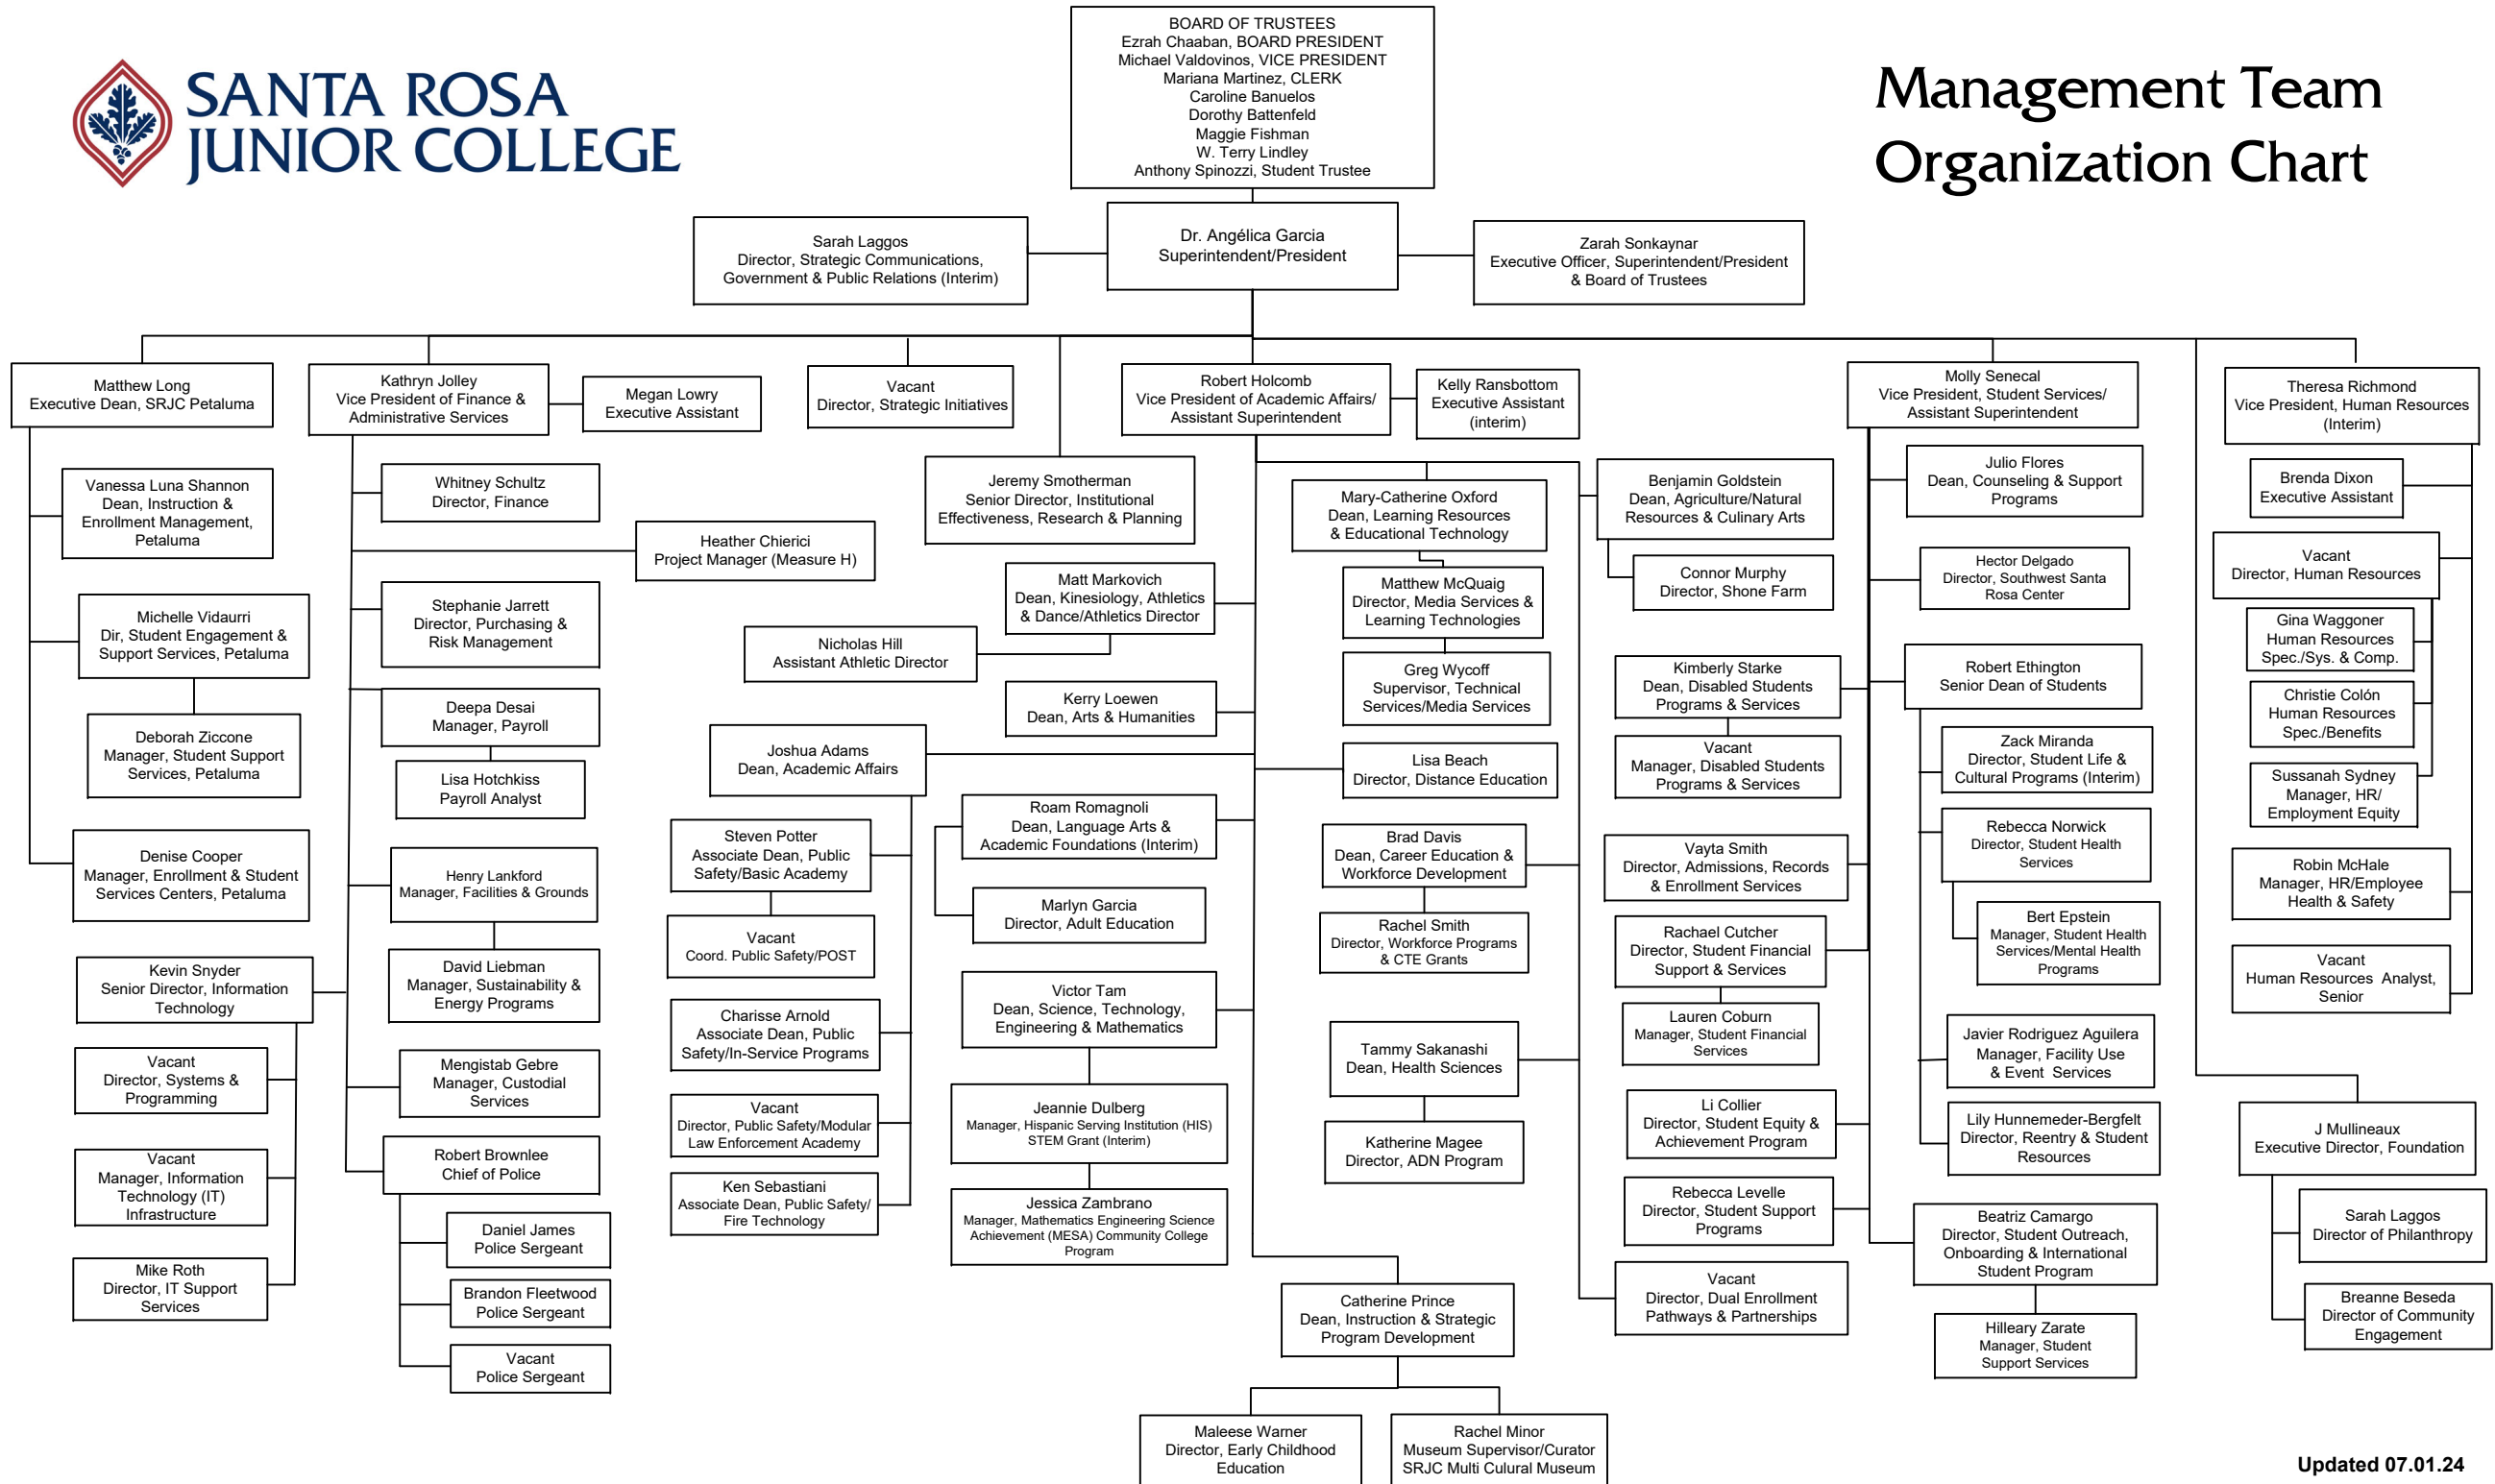 SANTA ROSA
JUNIOR COLLEGE
Management Team
Organization Chart
BOARD OF TRUSTEES
Ezrah Chaaban, BOARD PRESIDENT
Michael Valdovinos, VICE PRESIDENT
Mariana Martinez, CLERK
Caroline Banuelos
Dorothy Battenfeld
Maggie Fishman
W. Terry Lindley
Anthony Spinozzi, Student Trustee
Sarah Laggos
Director, Strategic Communications,
Government & Public Relations (Interim)
Dr. Angélica Garcia
Superintendent/President
Zarah Sonkaynar
Executive Officer, Superintendent/President
& Board of Trustees
Matthew Long
Executive Dean, SRJC Petaluma
Vanessa Luna Shannon
Dean, Instruction &
Enrollment Management,
Petaluma
Michelle Vidaurri
Dir, Student Engagement &
Support Services, Petaluma
Deborah Ziccone
Manager, Student Support
Services, Petaluma
Denise Cooper
Manager, Enrollment & Student
Services Centers, Petaluma
Kathryn Jolley
Vice President of Finance &
Administrative Services
Megan Lowry
Executive Assistant
Whitney Schultz
Director, Finance
Heather Chierici
Project Manager (Measure H)
Stephanie Jarrett
Director, Purchasing &
Risk Management
Deepa Desai
Manager, Payroll
Lisa Hotchkiss
Payroll Analyst
Henry Lankford
Manager, Facilities & Grounds
David Liebman
Manager, Sustainability &
Energy Programs
Kevin Snyder
Senior Director, Information
Technology
Vacant
Director, Systems &
Programming
Vacant
Manager, Information
Technology (IT)
Infrastructure
Mike Roth
Director, IT Support
Services
Mengistab Gebre
Manager, Custodial
Services
Robert Brownlee
Chief of Police
Daniel James
Police Sergeant
Brandon Fleetwood
Police Sergeant
Vacant
Police Sergeant
Vacant
Director, Strategic Initiatives
Jeremy Smotherman
Senior Director, Institutional
Effectiveness, Research & Planning
Robert Holcomb
Vice President of Academic Affairs/
Assistant Superintendent
Kelly Ransbottom
Executive Assistant
(interim)
Matt Markovich
Dean, Kinesiology, Athletics
& Dance/Athletics Director
Nicholas Hill
Assistant Athletic Director
Kerry Loewen
Dean, Arts & Humanities
Joshua Adams
Dean, Academic Affairs
Steven Potter
Associate Dean, Public
Safety/Basic Academy
Vacant
Coord. Public Safety/POST
Charisse Arnold
Associate Dean, Public
Safety/In-Service Programs
Vacant
Director, Public Safety/Modular
Law Enforcement Academy
Ken Sebastiani
Associate Dean, Public Safety/
Fire Technology
Roam Romagnoli
Dean, Language Arts &
Academic Foundations (Interim)
Marlyn Garcia
Director, Adult Education
Victor Tam
Dean, Science, Technology,
Engineering & Mathematics
Jeannie Dulberg
Manager, Hispanic Serving Institution (HIS)
STEM Grant (Interim)
Jessica Zambrano
Manager, Mathematics Engineering Science
Achievement (MESA) Community College
Program
Mary-Catherine Oxford
Dean, Learning Resources
& Educational Technology
Matthew McQuaig
Director, Media Services &
Learning Technologies
Greg Wycoff
Supervisor, Technical
Services/Media Services
Lisa Beach
Director, Distance Education
Brad Davis
Dean, Career Education &
Workforce Development
Rachel Smith
Director, Workforce Programs
& CTE Grants
Tammy Sakanashi
Dean, Health Sciences
Katherine Magee
Director, ADN Program
Catherine Prince
Dean, Instruction & Strategic
Program Development
Maleese Warner
Director, Early Childhood
Education
Rachel Minor
Museum Supervisor/Curator
SRJC Multi Culural Museum
Benjamin Goldstein
Dean, Agriculture/Natural
Resources & Culinary Arts
Connor Murphy
Director, Shone Farm
Vacant
Director, Dual Enrollment
Pathways & Partnerships
Molly Senecal
Vice President, Student Services/
Assistant Superintendent
Julio Flores
Dean, Counseling & Support
Programs
Hector Delgado
Director, Southwest Santa
Rosa Center
Kimberly Starke
Dean, Disabled Students
Programs & Services
Vacant
Manager, Disabled Students
Programs & Services
Vayta Smith
Director, Admissions, Records
& Enrollment Services
Rachael Cutcher
Director, Student Financial
Support & Services
Lauren Coburn
Manager, Student Financial
Services
Li Collier
Director, Student Equity &
Achievement Program
Rebecca Levelle
Director, Student Support
Programs
Robert Ethington
Senior Dean of Students
Zack Miranda
Director, Student Life &
Cultural Programs (Interim)
Rebecca Norwick
Director, Student Health
Services
Bert Epstein
Manager, Student Health
Services/Mental Health
Programs
Javier Rodriguez Aguilera
Manager, Facility Use
& Event Services
Lily Hunnemeder-Bergfelt
Director, Reentry & Student
Resources
Beatriz Camargo
Director, Student Outreach,
Onboarding & International
Student Program
Hilleary Zarate
Manager, Student
Support Services
Theresa Richmond
Vice President, Human Resources
(Interim)
Brenda Dixon
Executive Assistant
Vacant
Director, Human Resources
Gina Waggoner
Human Resources
Spec./Sys. & Comp.
Christie Colón
Human Resources
Spec./Benefits
Sussanah Sydney
Manager, HR/
Employment Equity
Robin McHale
Manager, HR/Employee
Health & Safety
Vacant
Human Resources Analyst,
Senior
J Mullineaux
Executive Director, Foundation
Sarah Laggos
Director of Philanthropy
Breanne Beseda
Director of Community
Engagement
Updated 07.01.24